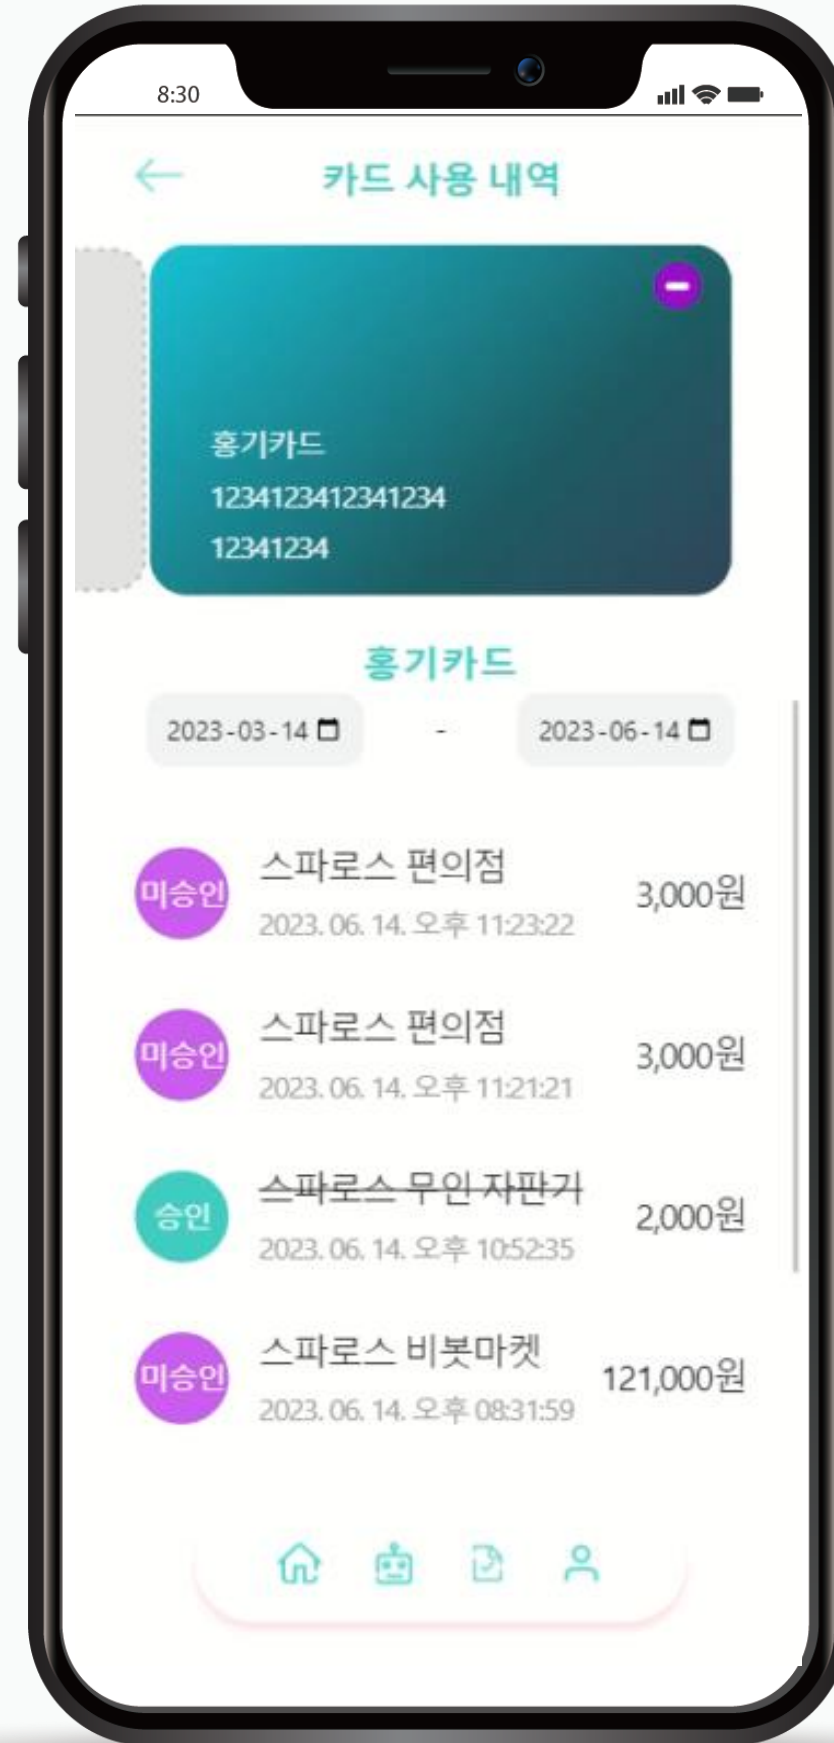 8:30
카드 사용 내역
홍기카드
1234123412341234
12341234
홍기카드
2023-03-14 - 2023-06-14
미승인 스파로스 편의점 3,000원
2023. 06. 14. 오후 11:23:22
미승인 스파로스 편의점 3,000원
2023. 06. 14. 오후 11:21:21
승인 스파로스 무인 자판기 2,000원
2023. 06. 14. 오후 10:52:35
미승인 스파로스 비봇마켓 121,000원
2023. 06. 14. 오후 08:31:59